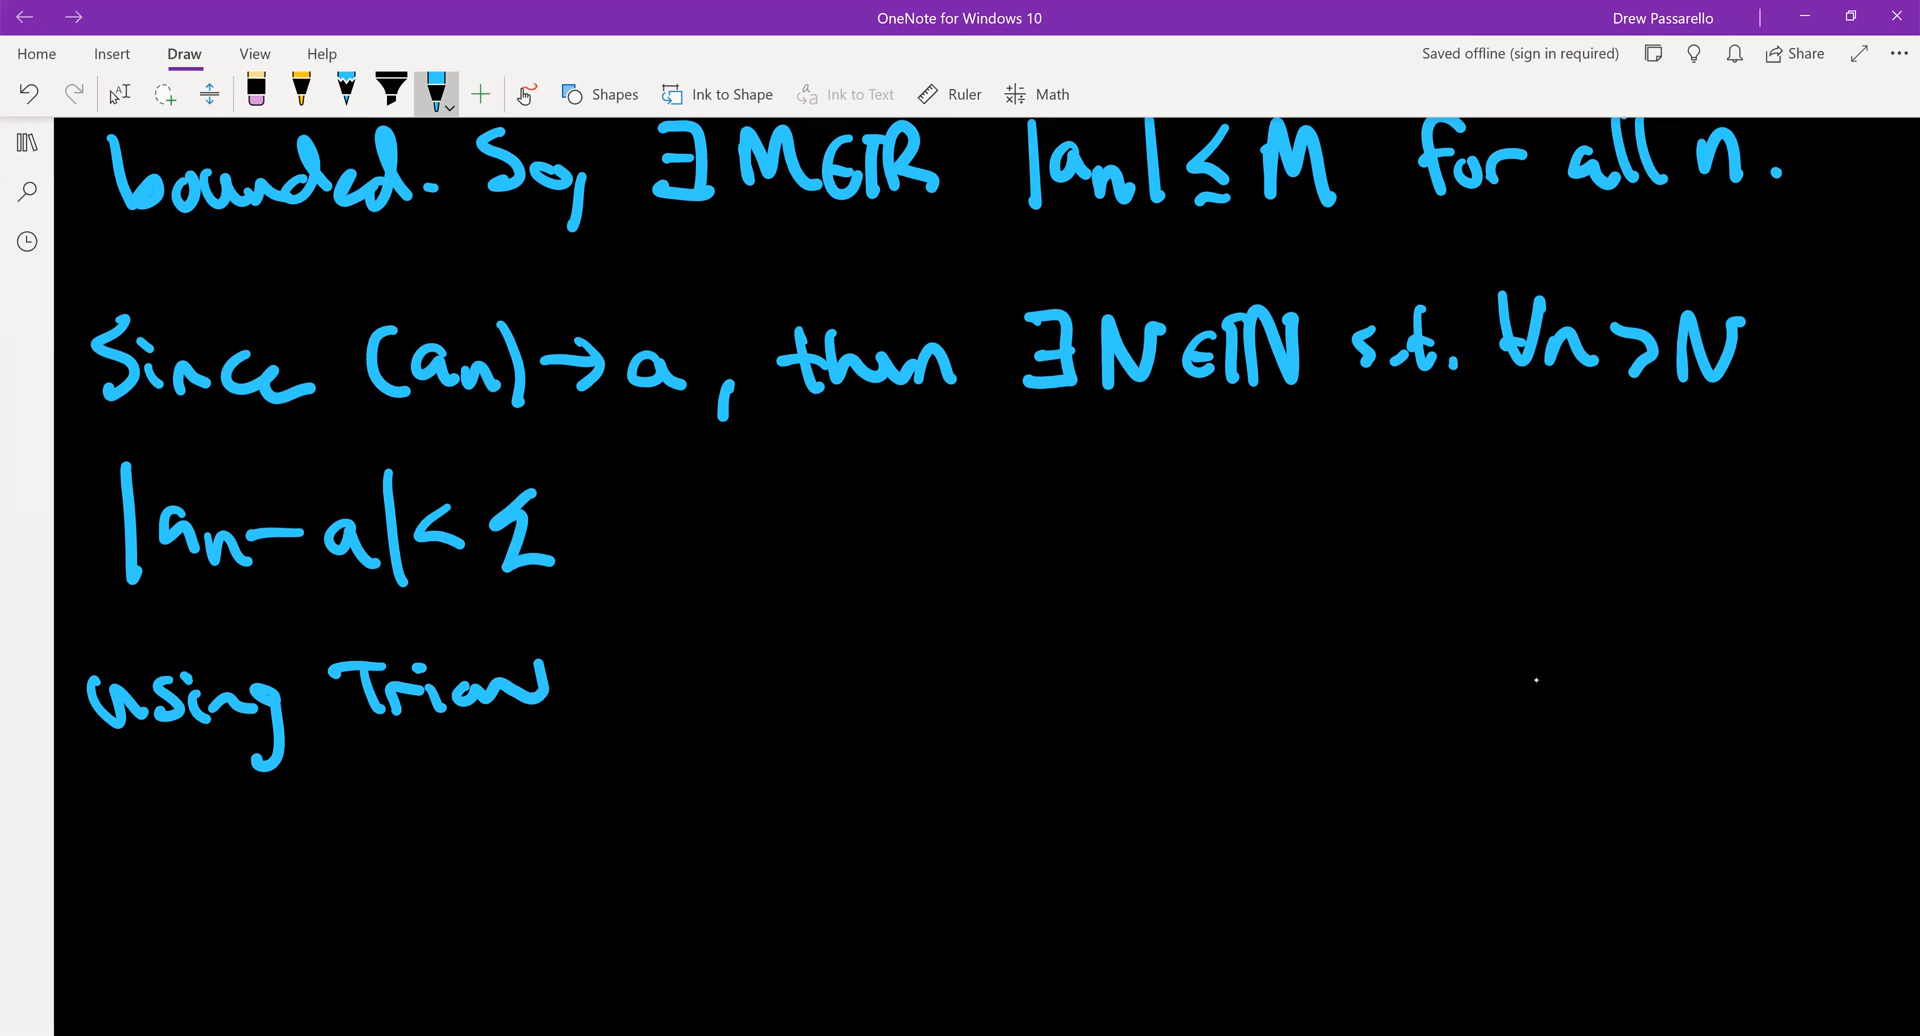 OneNote for Windows 10
Drew Passarello
Home Insert Draw View Help
Saved offline (sign in required) Share
Shapes Ink to Shape Ink to Text Ruler Math
bounded. So, ∃ M∈ℝ |aₙ| ≤ M for all n.
Since (aₙ) → a, then ∃ N∈ℕ s.t. ∀n > N
|aₙ - a| < Σ
using Trian